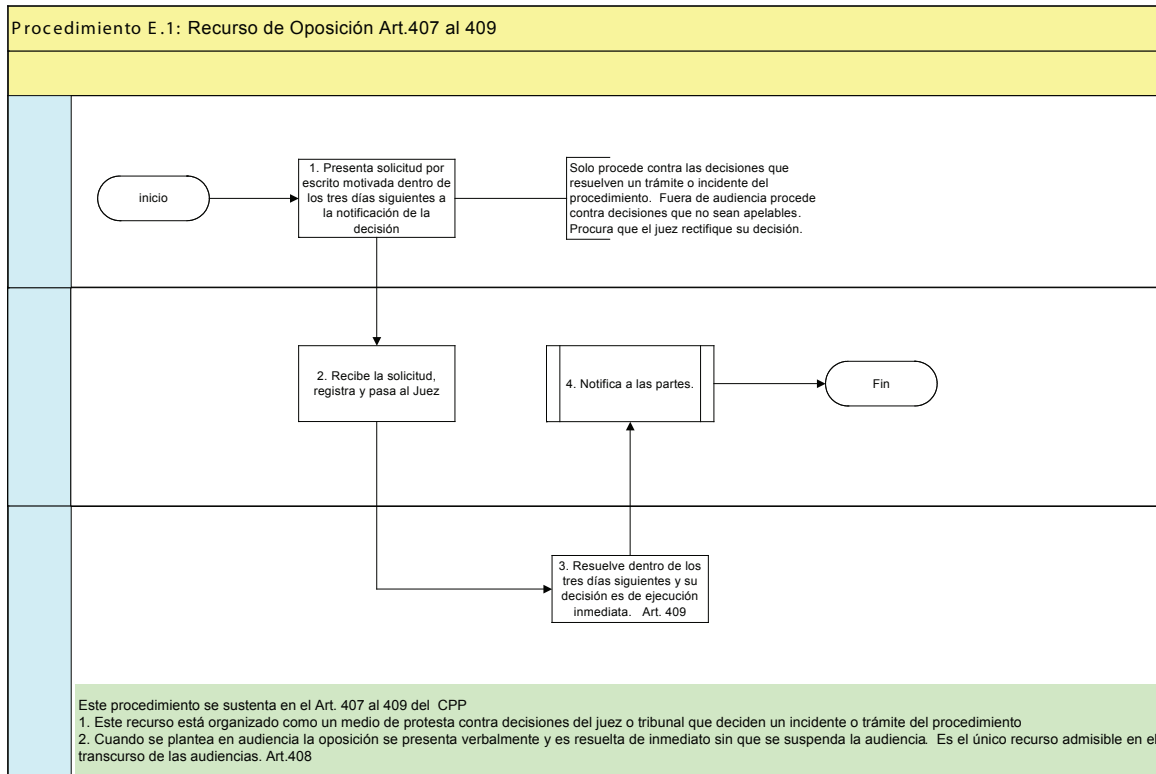 Procedimiento E.1: Recurso de Oposición Art.407 al 409
inicio
1. Presenta solicitud por
escrito motivada dentro de
los tres días siguientes a
la notificación de la
decisión
Solo procede contra las decisiones que
resuelven un trámite o incidente del
procedimiento. Fuera de audiencia procede
contra decisiones que no sean apelables.
Procura que el juez rectifique su decisión.
2. Recibe la solicitud,
registra y pasa al Juez
4. Notifica a las partes.
Fin
3. Resuelve dentro de los
tres días siguientes y su
decisión es de ejecución
inmediata. Art. 409
Este procedimiento se sustenta en el Art. 407 al 409 del CPP
1. Este recurso está organizado como un medio de protesta contra decisiones del juez o tribunal que deciden un incidente o trámite del procedimiento
2. Cuando se plantea en audiencia la oposición se presenta verbalmente y es resuelta de inmediato sin que se suspenda la audiencia. Es el único recurso admisible en el
transcurso de las audiencias. Art.408